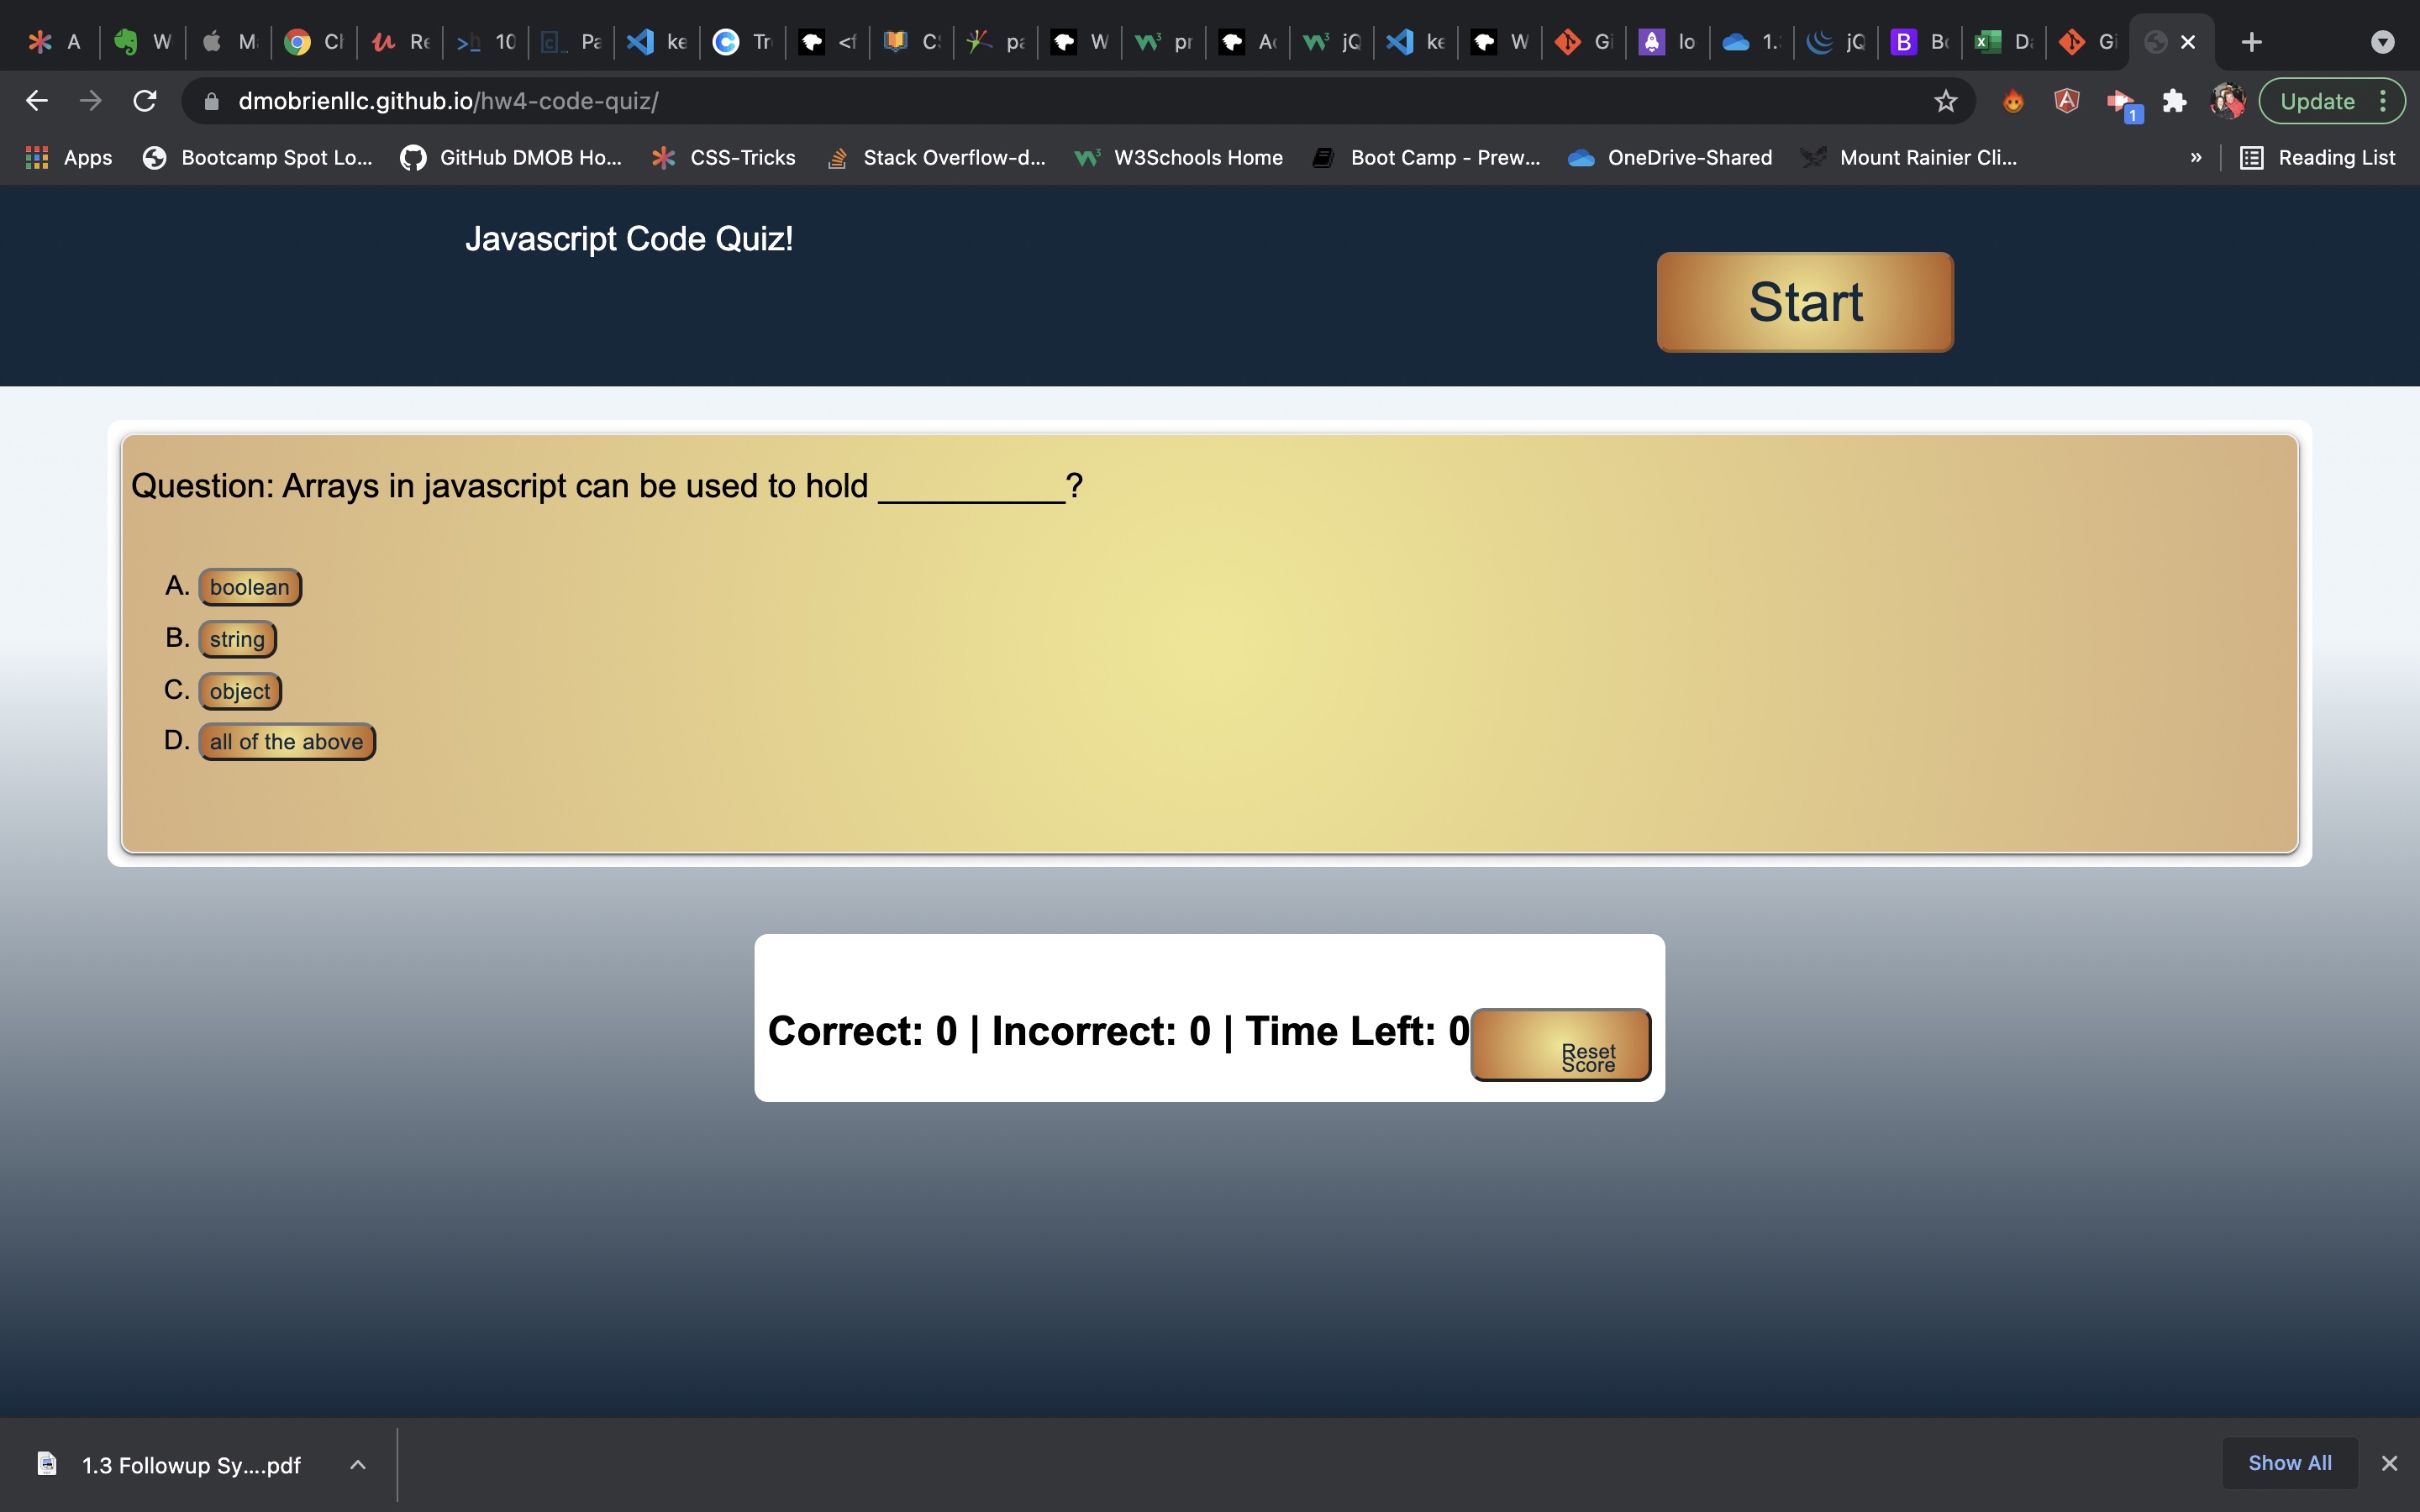 A W M Ch Re 10 Pa ke Tr <f C pa W pr A jQ ke W Gi lo 1. jQ B D Gi
dmobrienllc.github.io/hw4-code-quiz/ Update
1
Apps Bootcamp Spot Lo... GitHub DMOB Ho... CSS-Tricks Stack Overflow-d... W3Schools Home Boot Camp - Prew... OneDrive-Shared Mount Rainier Cli... » Reading List
Javascript Code Quiz!
Start
Question: Arrays in javascript can be used to hold __________?
A. boolean
B. string
C. object
D. all of the above
Correct: 0 | Incorrect: 0 | Time Left: 0
Reset
Score
1.3 Followup Sy....pdf
Show All